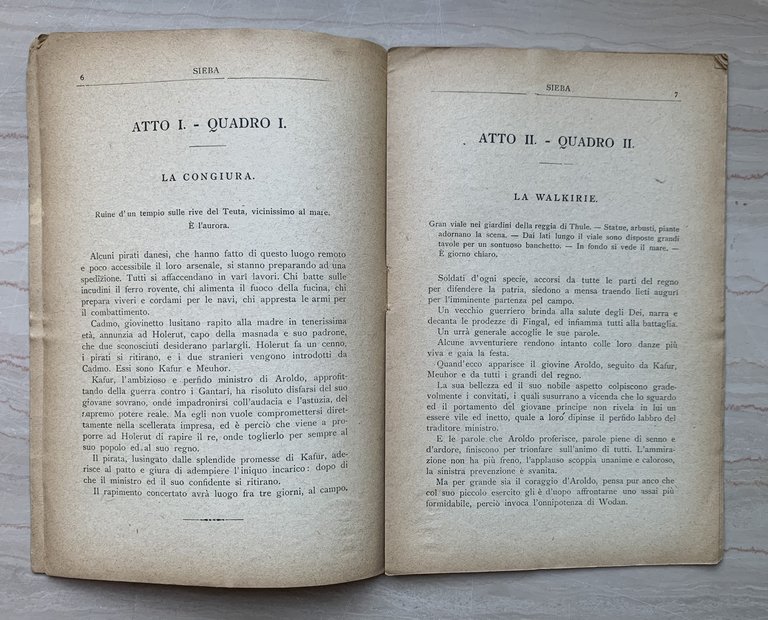 6
SIEBA
ATTO I. - QUADRO I.
LA CONGIURA.
Ruine d'un tempio sulle rive del Teuta, vicinissimo al mare.
È l'aurora.
Alcuni pirati danesi, che hanno fatto di questo luogo remoto
e poco accessibile il loro arsenale, si stanno preparando ad una
spedizione. Tutti si affaccendano in vari lavori. Chi batte sulle
incudini il ferro rovente, chi alimenta il fuoco della fucina, chi
prepara viveri e cordami per le navi, chi appresta le armi per
il combattimento.
Cadmo, giovinetto lusitano rapito alla madre in tenerissima
età, annunzia ad Holerut, capo della masnada e suo padrone,
che due sconosciuti desiderano parlargli. Holerut fa un cenno,
i pirati si ritirano, e i due stranieri vengono introdotti da
Cadmo. Essi sono Kafur e Meuhor.
Kafur, l'ambizioso e perfido ministro di Aroldo, approfit-
tando della guerra contro i Gantari, ha risoluto disfarsi del suo
giovane sovrano, onde impadronirsi coll'audacia e l'astuzia, del
supremo potere reale. Ma egli non vuole compromettersi diret-
tamente nella scellerata impresa, ed è perciò che viene a pro-
porre ad Holerut di rapire il re, onde toglierlo per sempre al
suo popolo ed al suo regno.
Il pirata, lusingato dalle splendide promesse di Kafur, ade-
risce al patto e giura di adempiere l'iniquo incarico: dopo di
che il ministro ed il suo confidente si ritirano.
Il rapimento concertato avrà luogo fra tre giorni, al campo.
SIEBA
7
ATTO II. - QUADRO II.
LA WALKIRIE.
Gran viale nei giardini della reggia di Thule. — Statue, arbusti, piante
adornano la scena. — Dai lati lungo il viale sono disposte grandi
tavole per un sontuoso banchetto. — In fondo si vede il mare. —
È giorno chiaro.
Soldati d'ogni specie, accorsi da tutte le parti del regno
per difendere la patria, siedono a mensa traendo lieti auguri
per l'imminente partenza pel campo.
Un vecchio guerriero brinda alla salute degli Dei, narra e
decanta le prodezze di Fingal, ed infiamma tutti alla battaglia.
Un urrà generale accoglie le sue parole.
Alcune avventuriere rendono intanto colle loro danze più
viva e gaia la festa.
Quand'ecco apparisce il giovine Aroldo, seguito da Kafur,
Meuhor e da tutti i grandi del regno.
La sua bellezza ed il suo nobile aspetto colpiscono grade-
volmente i convitati, i quali susurrano a vicenda che lo sguardo
ed il portamento del giovane principe non rivela in lui un
essere vile ed inetto, quale a loro dipinse il perfido labbro del
traditore ministro.
E le parole che Aroldo proferisce, parole piene di senno e
d'ardore, finiscono per trionfare sull'animo di tutti. L'ammira-
zione non ha più freno, l'applauso scoppia unanime e caloroso,
la sinistra prevenzione è svanita.
Ma per grande sia il coraggio d'Aroldo, pensa pur anco che
col suo piccolo esercito gli è d'nopo affrontarne uno assai più
formidabile, perciò invoca l'onnipotenza di Wodan.